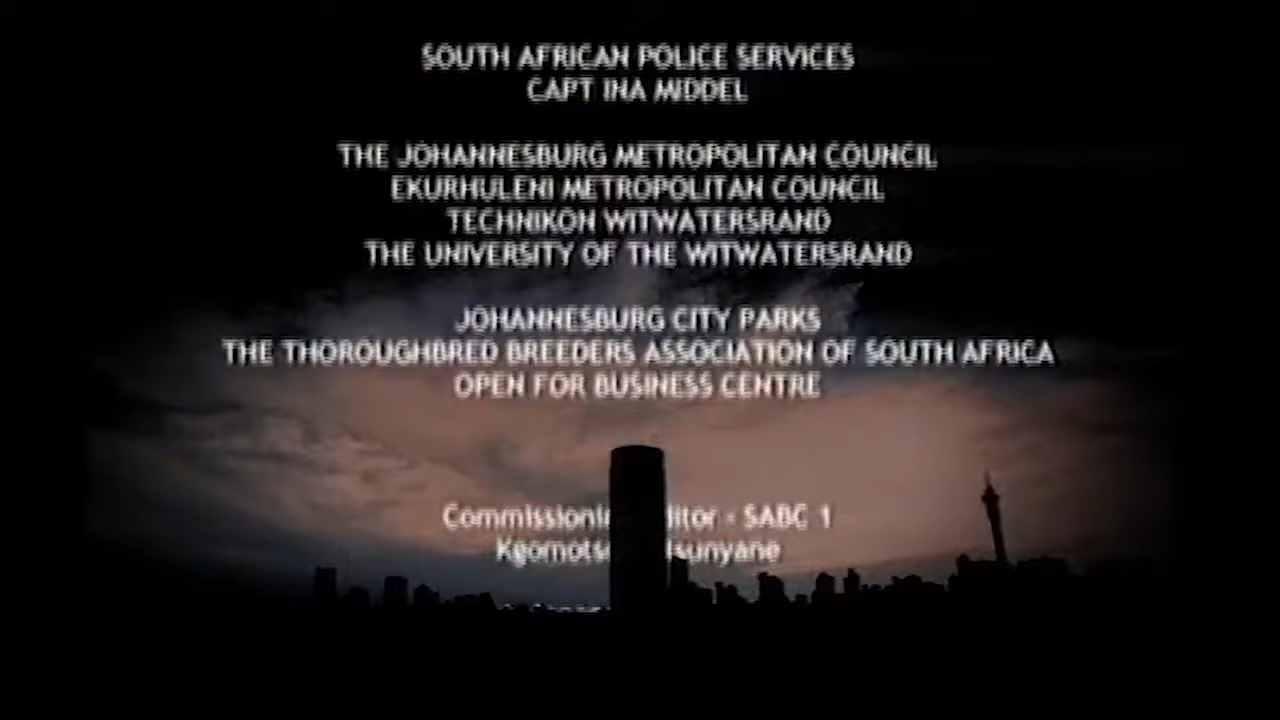 SOUTH AFRICAN POLICE SERVICES
CAPT INA MIDDEL
THE JOHANNESBURG METROPOLITAN COUNCIL
EKURHULENI METROPOLITAN COUNCIL
TECHNIKON WITWATERSRAND
THE UNIVERSITY OF THE WITWATERSRAND
JOHANNESBURG CITY PARKS
THE THOROUGHBRED BREEDERS ASSOCIATION OF SOUTH AFRICA
OPEN FOR BUSINESS CENTRE
- SABC 1